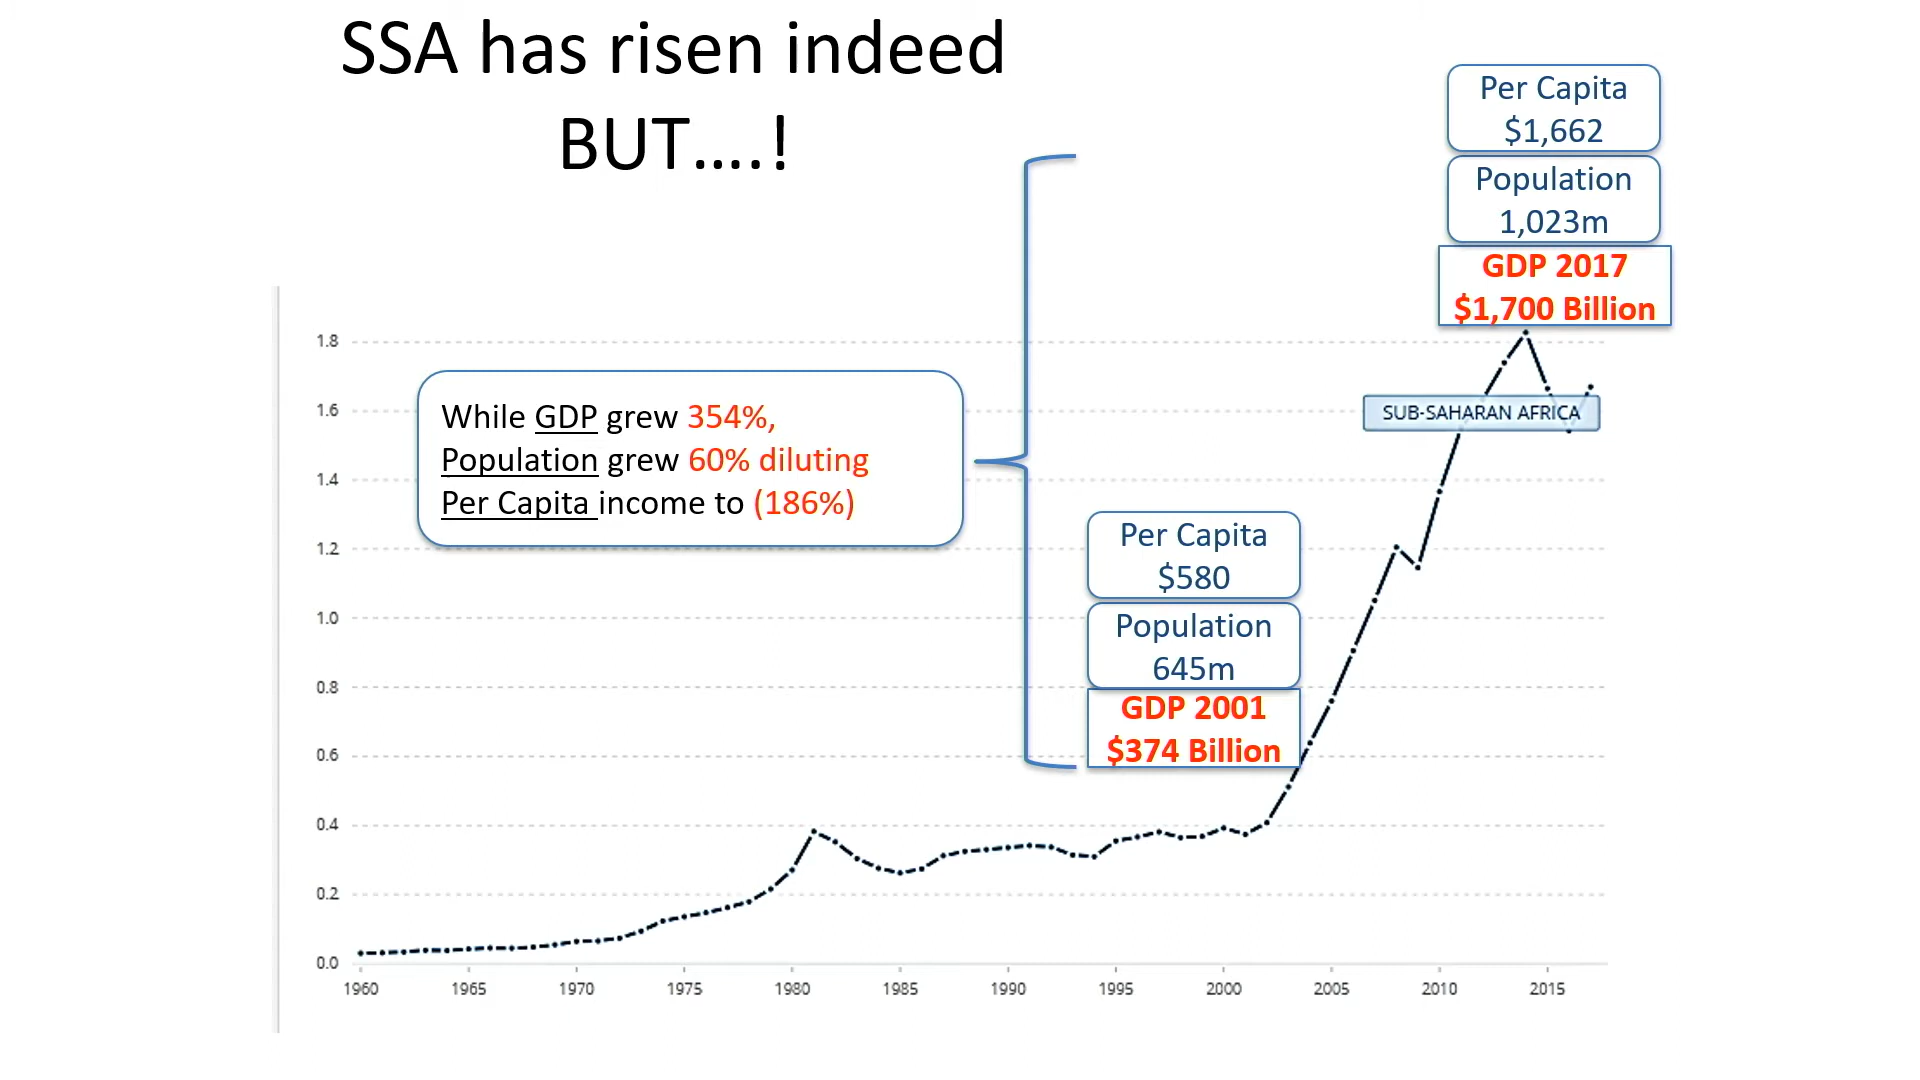 SSA has risen indeed
BUT....!
Per Capita
$1,662
Population
1,023m
GDP 2017
$1,700 Billion
While GDP grew 354%,
Population grew 60% diluting
Per Capita income to (186%)
SUB-SAHARAN AFRICA
Per Capita
$580
Population
645m
GDP 2001
$374 Billion
1.8
1.6
1.4
1.2
1.0
0.8
0.6
0.4
0.2
0.0
1960 1965 1970 1975 1980 1985 1990 1995 2000 2005 2010 2015